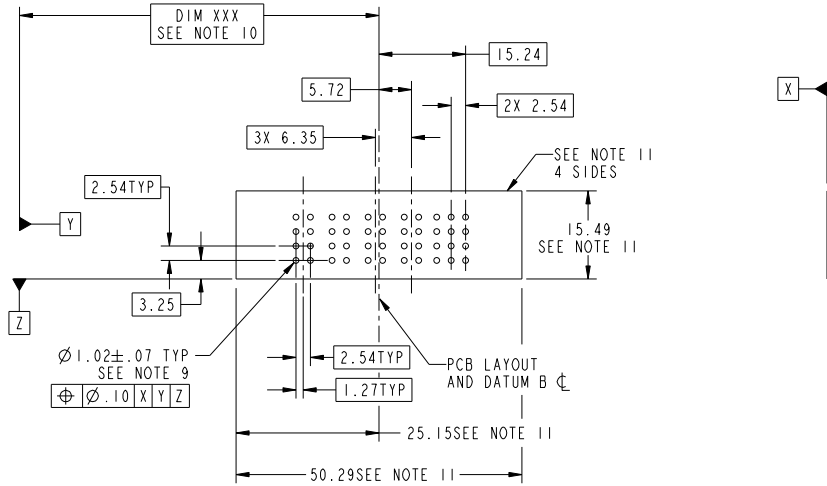 DIM XXX
SEE NOTE 10
15.24
5.72
2X 2.54
X
3X 6.35
SEE NOTE 11
4 SIDES
2.54TYP
15.49
SEE NOTE 11
Y
3.25
Z
Ø1.02±.07 TYP
SEE NOTE 9
⌖ Ø.10 X Y Z
2.54TYP
1.27TYP
PCB LAYOUT
AND DATUM B ℄
25.15SEE NOTE 11
50.29SEE NOTE 11